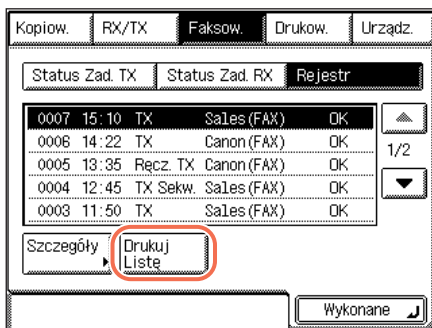 Kopiow. RX/TX Faksow. Drukow. Urządz.
Status Zad. TX Status Zad. RX Rejestr
0007 15:10 TX Sales(FAX) OK
0006 14:22 TX Canon(FAX) OK
0005 13:35 Ręcz. TX Canon(FAX) OK
0004 12:45 TX Sekw. Sales(FAX) OK
0003 11:50 TX Sales(FAX) OK
1/2
Szczegóły Drukuj
Listę
Wykonane